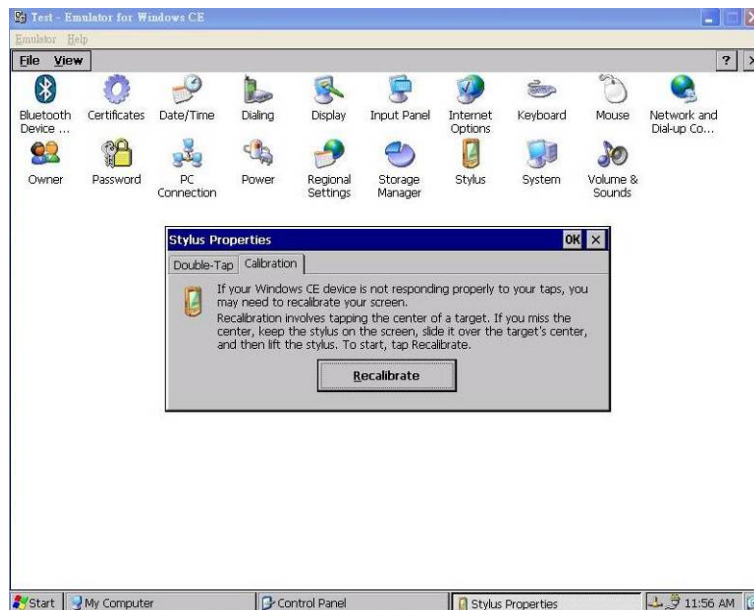 Test - Emulator for Windows CE
Emulator Help
File View ? ×
Bluetooth Device ...
Certificates
Date/Time
Dialing
Display
Input Panel
Internet Options
Keyboard
Mouse
Network and Dial-up Co...
Owner
Password
PC Connection
Power
Regional Settings
Storage Manager
Stylus
System
Volume & Sounds
Stylus Properties OK ×
Double-Tap Calibration
If your Windows CE device is not responding properly to your taps, you
may need to recalibrate your screen.
Recalibration involves tapping the center of a target. If you miss the
center, keep the stylus on the screen, slide it over the target's center,
and then lift the stylus. To start, tap Recalibrate.
Recalibrate
Start My Computer Control Panel Stylus Properties 11:56 AM